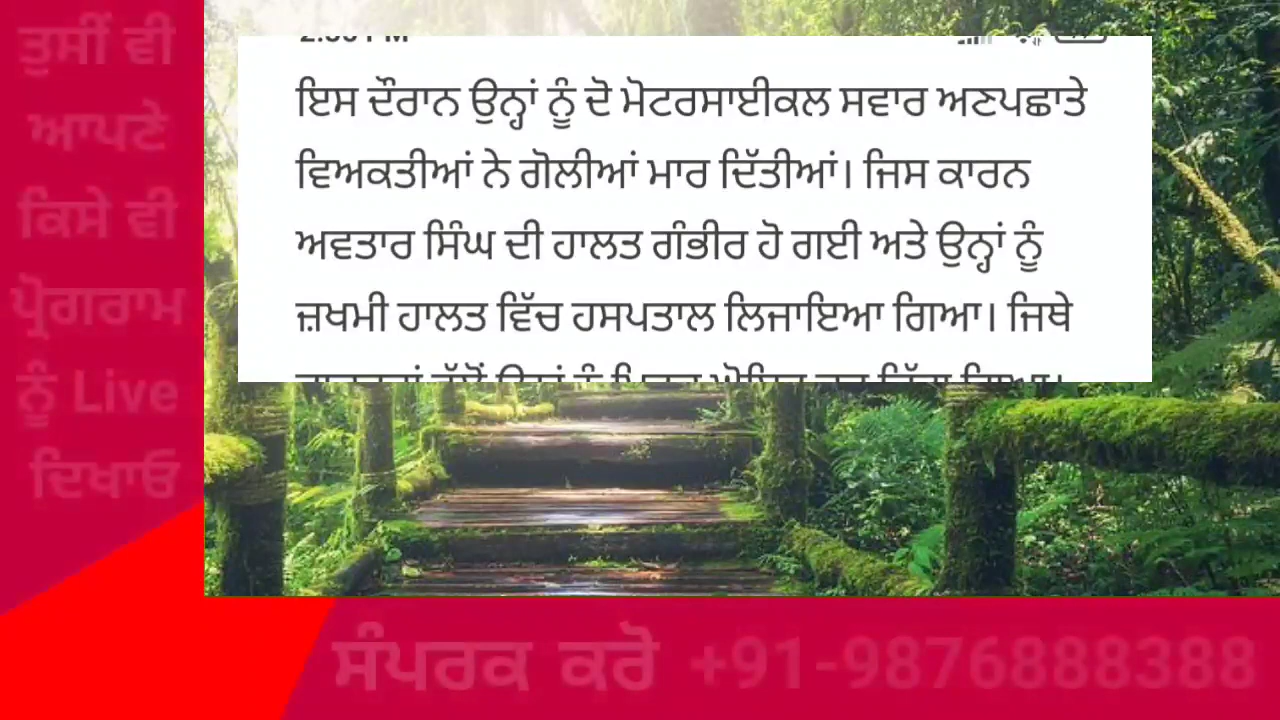 ਤੁਸੀਂ ਵੀ
ਆਪਣੇ
ਕਿਸੇ ਵੀ
ਪ੍ਰੋਗਰਾਮ
ਨੂੰ Live
ਦਿਖਾਓ
ਇਸ ਦੌਰਾਨ ਉਨ੍ਹਾਂ ਨੂੰ ਦੋ ਮੋਟਰਸਾਈਕਲ ਸਵਾਰ ਅਣਪਛਾਤੇ
ਵਿਅਕਤੀਆਂ ਨੇ ਗੋਲੀਆਂ ਮਾਰ ਦਿੱਤੀਆਂ। ਜਿਸ ਕਾਰਨ
ਅਵਤਾਰ ਸਿੰਘ ਦੀ ਹਾਲਤ ਗੰਭੀਰ ਹੋ ਗਈ ਅਤੇ ਉਨ੍ਹਾਂ ਨੂੰ
ਜ਼ਖਮੀ ਹਾਲਤ ਵਿੱਚ ਹਸਪਤਾਲ ਲਿਜਾਇਆ ਗਿਆ। ਜਿਥੇ
ਸੰਪਰਕ ਕਰੋ +91-9876888388